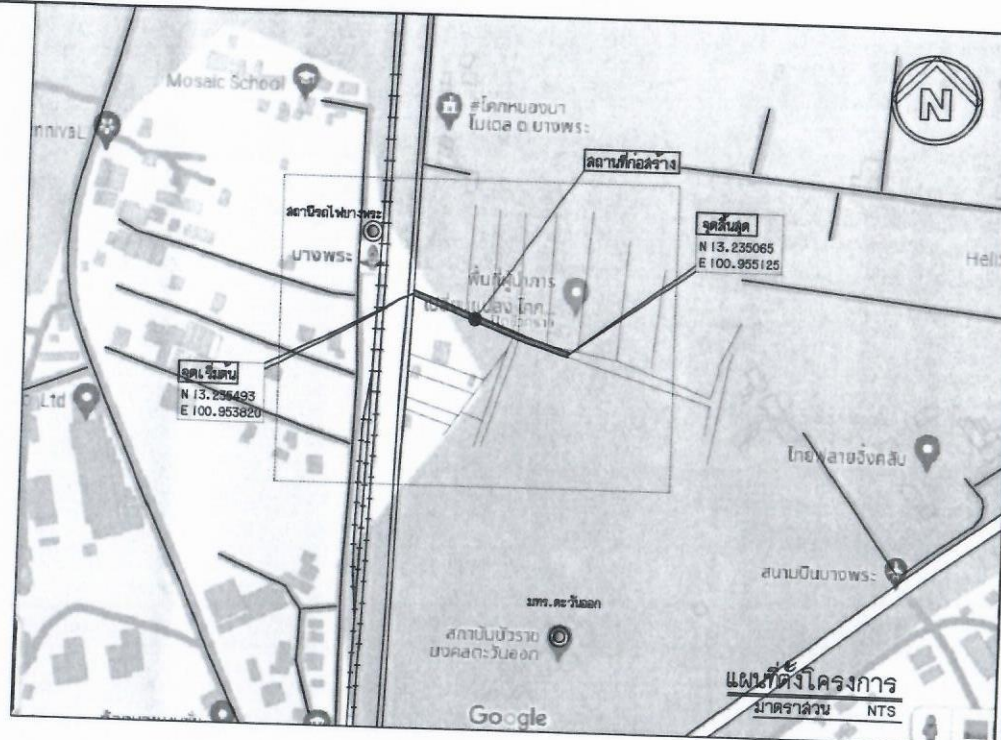 Mosaic School
#โคกหนองนา
โมเดล ต บางพระ
สถานที่ก่อสร้าง
N
สถานีรถไฟบางพระ
บางพระ
จุดสิ้นสุด
N 13.235065
E 100.955125
Heli
จุดเริ่มต้น
N 13.235493
E 100.953820
Ltd
ไทยฟลายอิ้งคลับ
สนามบินบางพระ
มทร.ตะวันออก
สถาบันบัวราช
มงคลตะวันออก
แผนที่ตั้งโครงการ
มาตราส่วน NTS
Google